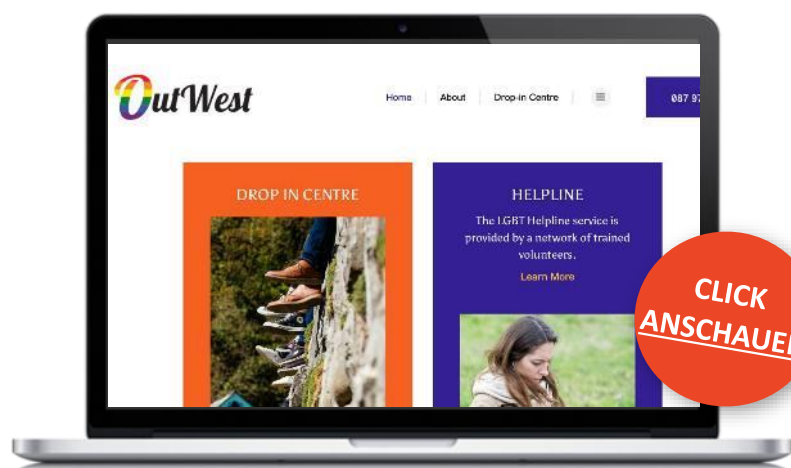 OutWest
Home
About
Drop-in Centre
087 97
DROP IN CENTRE
HELPLINE
The LGBT Helpline service is
provided by a network of trained
volunteers.
Learn More
CLICK
ANSCHAUE